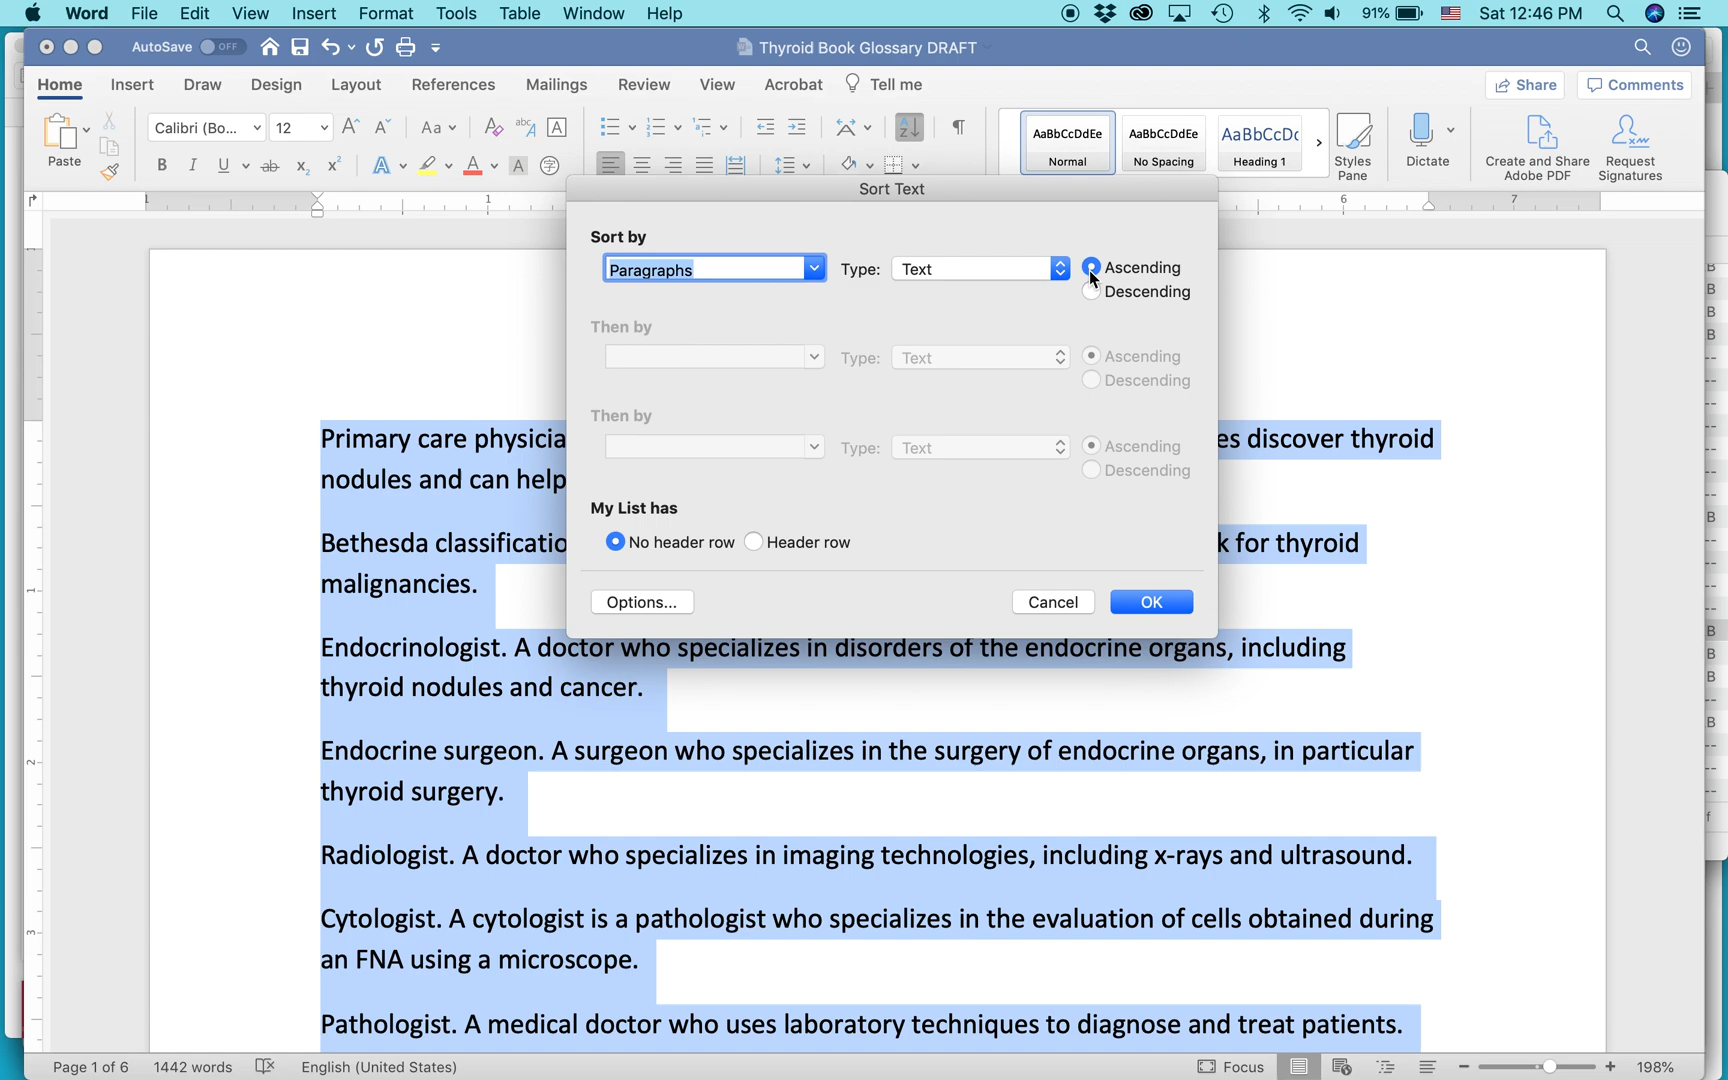 Word File Edit View Insert Format Tools Table Window Help 91% Sat 12:46 PM
AutoSave OFF Thyroid Book Glossary DRAFT
Home Insert Draw Design Layout References Mailings Review View Acrobat Tell me Share Comments
Paste Calibri (Bo... 12 Aa
AaBbCcDdEe AaBbCcDdEe AaBbCcDc
Normal No Spacing Heading 1
Styles Pane Dictate Create and Share Adobe PDF Request Signatures
Sort Text
Sort by
Paragraphs Type: Text Ascending
Descending
Then by
Type: Text Ascending
Descending
Then by
Type: Text Ascending
Descending
My List has
No header row Header row
Options... Cancel OK
1 6 7
Primary care physicia es discover thyroid
nodules and can help
Bethesda classificatio k for thyroid
malignancies.
Endocrinologist. A doctor who specializes in disorders of the endocrine organs, including
thyroid nodules and cancer.
Endocrine surgeon. A surgeon who specializes in the surgery of endocrine organs, in particular
thyroid surgery.
Radiologist. A doctor who specializes in imaging technologies, including x-rays and ultrasound.
Cytologist. A cytologist is a pathologist who specializes in the evaluation of cells obtained during
an FNA using a microscope.
Pathologist. A medical doctor who uses laboratory techniques to diagnose and treat patients.
Page 1 of 6 1442 words English (United States) Focus 198%